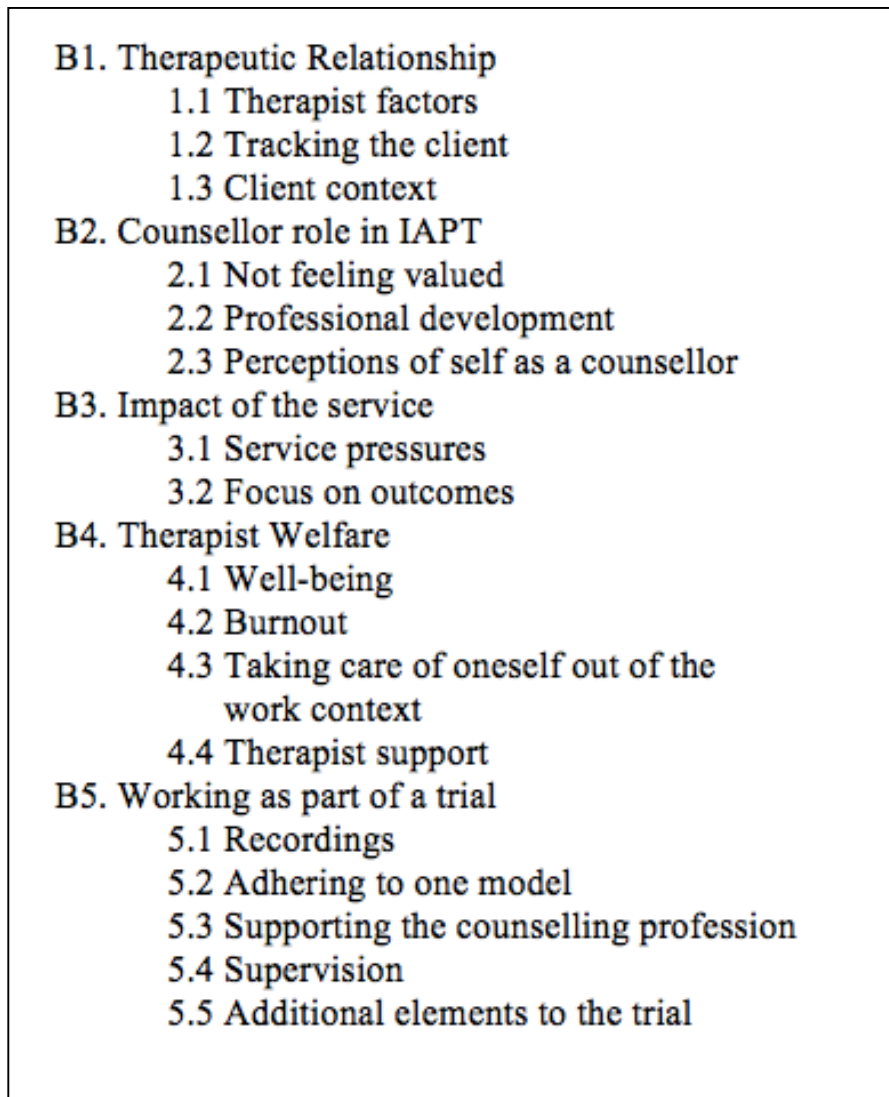 B1. Therapeutic Relationship
1.1 Therapist factors
1.2 Tracking the client
1.3 Client context
B2. Counsellor role in IAPT
2.1 Not feeling valued
2.2 Professional development
2.3 Perceptions of self as a counsellor
B3. Impact of the service
3.1 Service pressures
3.2 Focus on outcomes
B4. Therapist Welfare
4.1 Well-being
4.2 Burnout
4.3 Taking care of oneself out of the
work context
4.4 Therapist support
B5. Working as part of a trial
5.1 Recordings
5.2 Adhering to one model
5.3 Supporting the counselling profession
5.4 Supervision
5.5 Additional elements to the trial